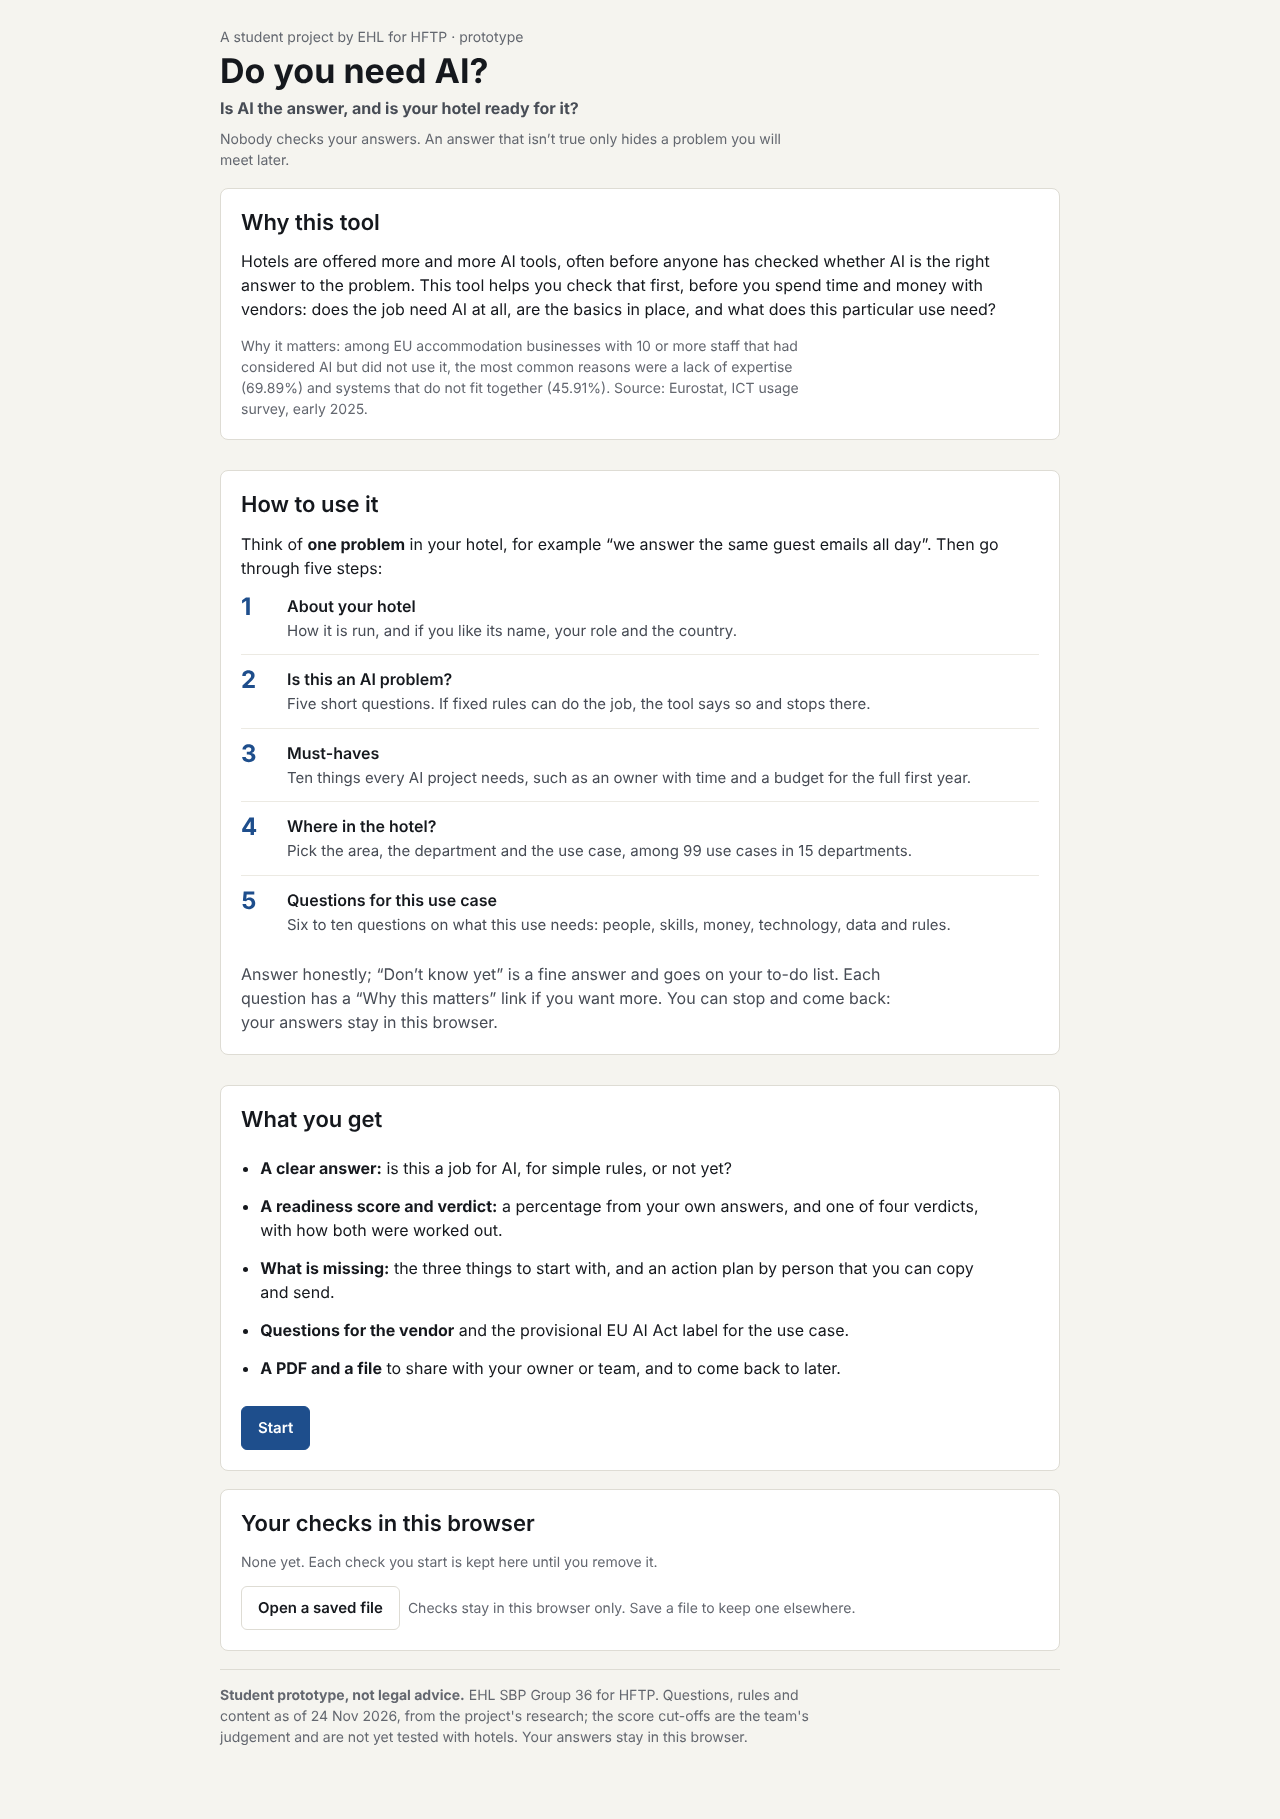 A student project by EHL for HFTP · prototype
Do you need AI?
Is AI the answer, and is your hotel ready for it?
Nobody checks your answers. An answer that isn’t true only hides a problem you will
meet later.
Why this tool
Hotels are offered more and more AI tools, often before anyone has checked whether AI is the right
answer to the problem. This tool helps you check that first, before you spend time and money with
vendors: does the job need AI at all, are the basics in place, and what does this particular use need?
Why it matters: among EU accommodation businesses with 10 or more staff that had
considered AI but did not use it, the most common reasons were a lack of expertise
(69.89%) and systems that do not fit together (45.91%). Source: Eurostat, ICT usage
survey, early 2025.
How to use it
Think of one problem in your hotel, for example “we answer the same guest emails all day”. Then go
through five steps:
1 About your hotel
How it is run, and if you like its name, your role and the country.
2 Is this an AI problem?
Five short questions. If fixed rules can do the job, the tool says so and stops there.
3 Must-haves
Ten things every AI project needs, such as an owner with time and a budget for the full first year.
4 Where in the hotel?
Pick the area, the department and the use case, among 99 use cases in 15 departments.
5 Questions for this use case
Six to ten questions on what this use needs: people, skills, money, technology, data and rules.
Answer honestly; “Don’t know yet” is a fine answer and goes on your to-do list. Each
question has a “Why this matters” link if you want more. You can stop and come back:
your answers stay in this browser.
What you get
• A clear answer: is this a job for AI, for simple rules, or not yet?
• A readiness score and verdict: a percentage from your own answers, and one of four verdicts,
with how both were worked out.
• What is missing: the three things to start with, and an action plan by person that you can copy
and send.
• Questions for the vendor and the provisional EU AI Act label for the use case.
• A PDF and a file to share with your owner or team, and to come back to later.
Start
Your checks in this browser
None yet. Each check you start is kept here until you remove it.
Open a saved file Checks stay in this browser only. Save a file to keep one elsewhere.
Student prototype, not legal advice. EHL SBP Group 36 for HFTP. Questions, rules and
content as of 24 Nov 2026, from the project's research; the score cut-offs are the team's
judgement and are not yet tested with hotels. Your answers stay in this browser.